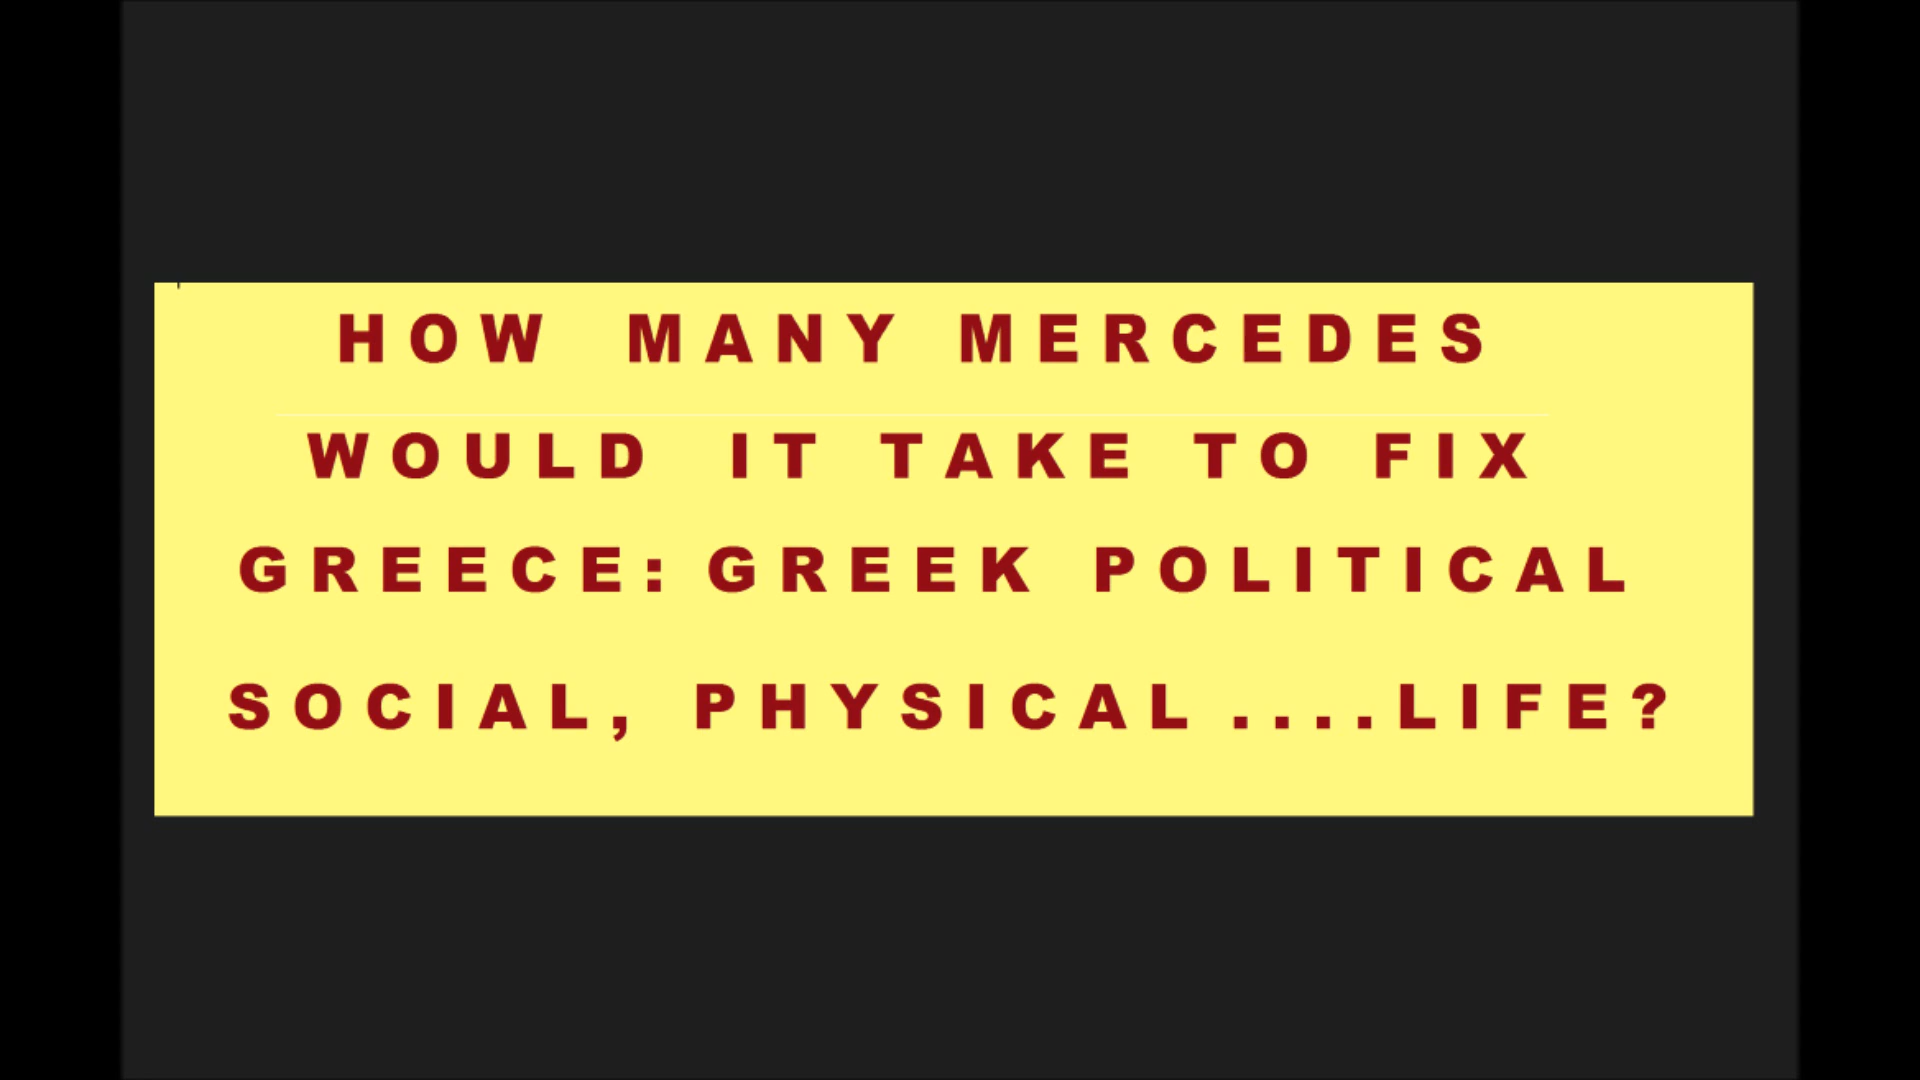 HOW MANY MERCEDES
WOULD IT TAKE TO FIX
GREECE: GREEK POLITICAL
SOCIAL, PHYSICAL ....LIFE?